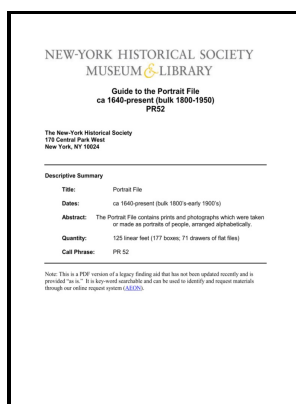 NEW-YORK HISTORICAL SOCIETY
MUSEUM & LIBRARY
Guide to the Portrait File
ca 1640-present (bulk 1800-1950)
PR52
The New-York Historical Society
170 Central Park West
New York, NY 10024
Descriptive Summary
Title: Portrait File
Dates: ca 1640-present (bulk 1800's-early 1900's)
Abstract: The Portrait File contains prints and photographs which were taken
or made as portraits of people, arranged alphabetically.
Quantity: 125 linear feet (177 boxes; 71 drawers of flat files)
Call Phrase: PR 52
Note: This is a PDF version of a legacy finding aid that has not been updated recently and is
provided "as is." It is key-word searchable and can be used to identify and request materials
through our online request system (AEON).